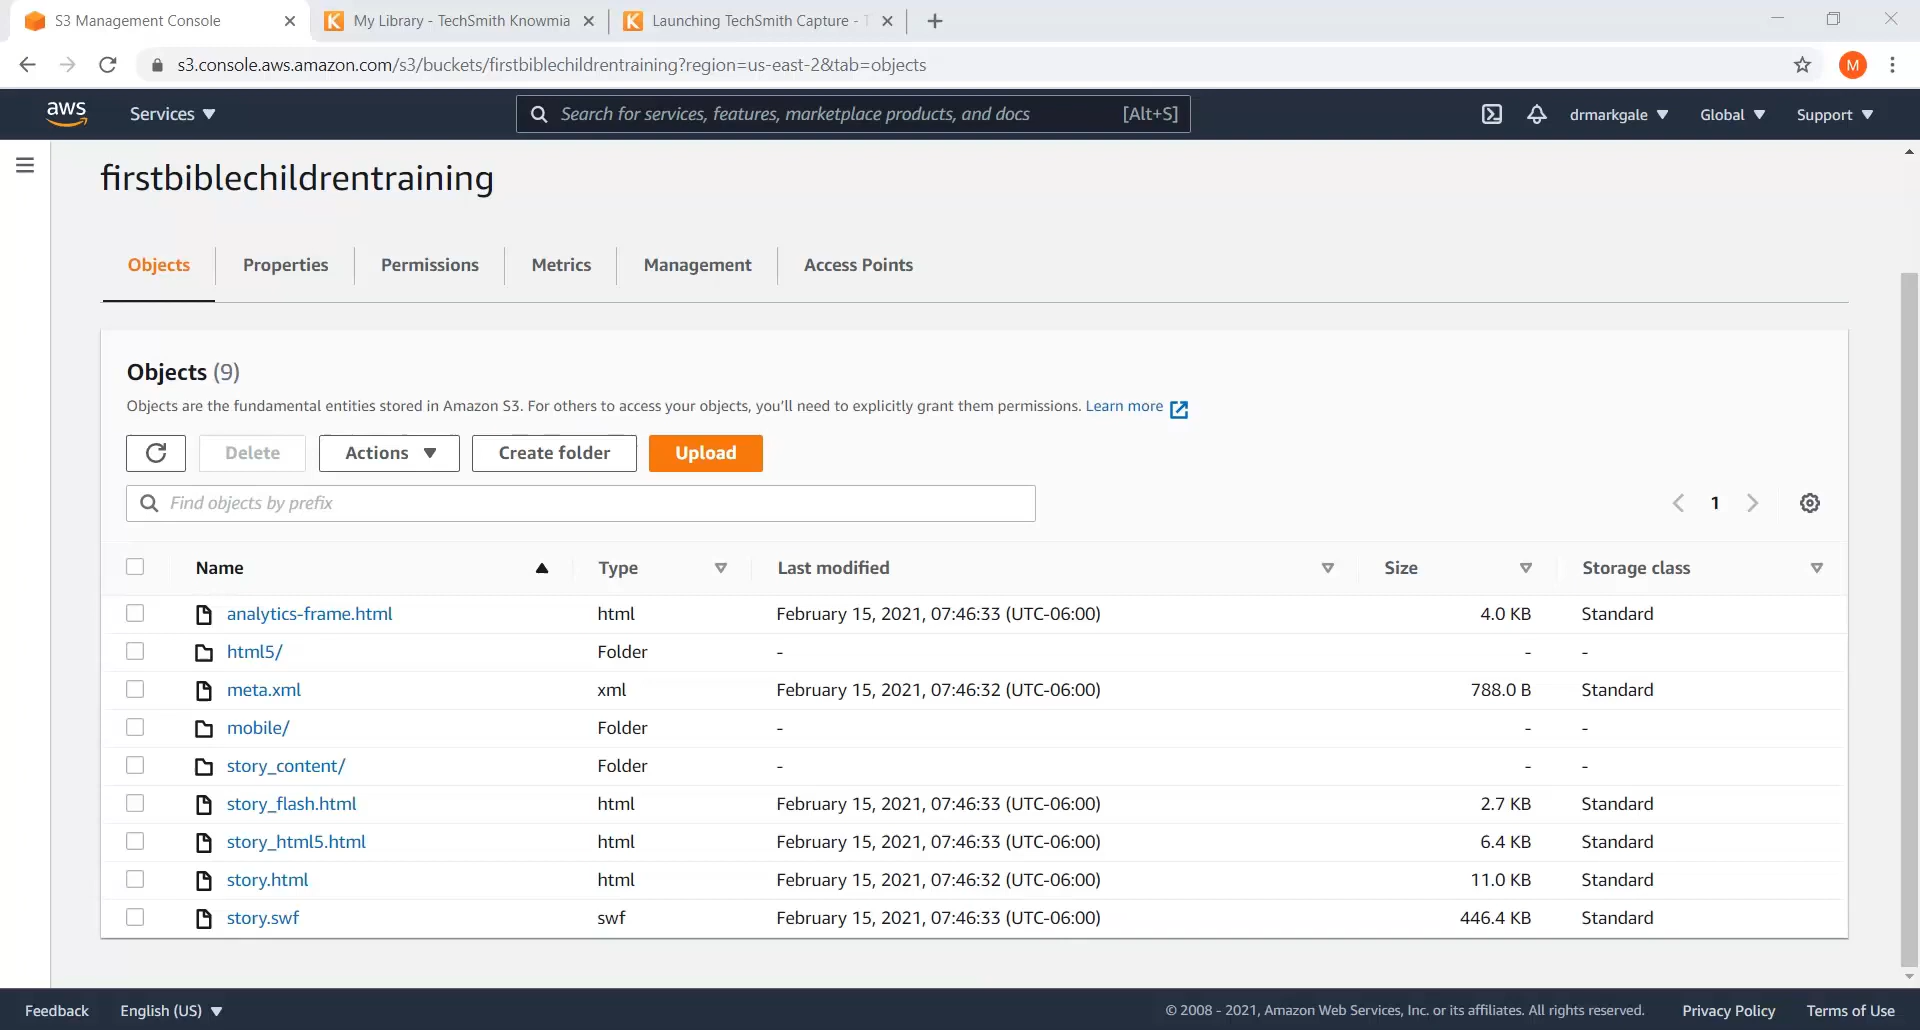 S3 Management Console
My Library - TechSmith Knowmia
Launching TechSmith Capture -
s3.console.aws.amazon.com/s3/buckets/firstbiblechildrentraining?region=us-east-2&tab=objects
M
aws
Services
Search for services, features, marketplace products, and docs [Alt+S]
drmarkgale
Global
Support
firstbiblechildrentraining
Objects Properties Permissions Metrics Management Access Points
Objects (9)
Objects are the fundamental entities stored in Amazon S3. For others to access your objects, you'll need to explicitly grant them permissions. Learn more
Delete Actions Create folder Upload
Find objects by prefix
1
Name Type Last modified Size Storage class
analytics-frame.html html February 15, 2021, 07:46:33 (UTC-06:00) 4.0 KB Standard
html5/ Folder - - -
meta.xml xml February 15, 2021, 07:46:32 (UTC-06:00) 788.0 B Standard
mobile/ Folder - - -
story_content/ Folder - - -
story_flash.html html February 15, 2021, 07:46:33 (UTC-06:00) 2.7 KB Standard
story_html5.html html February 15, 2021, 07:46:33 (UTC-06:00) 6.4 KB Standard
story.html html February 15, 2021, 07:46:32 (UTC-06:00) 11.0 KB Standard
story.swf swf February 15, 2021, 07:46:33 (UTC-06:00) 446.4 KB Standard
Feedback English (US) © 2008 - 2021, Amazon Web Services, Inc. or its affiliates. All rights reserved. Privacy Policy Terms of Use